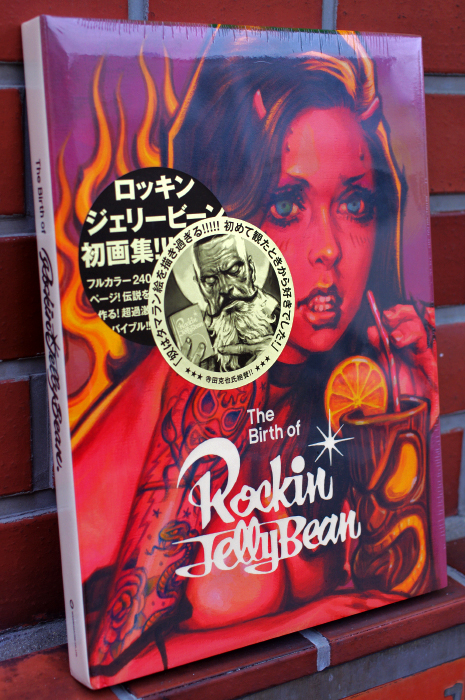 ロッキン
ジェリービーン
初画集!!
フルカラー240
ページ!伝説を
作る!超過激
バイブル!!
「奴はタマラン絵を描き過ぎる!!!!! 初めて観たときから好きでした!」
★★★ 寺田克也氏絶賛!! ★★★
The
Birth of
Rockin
JellyBean
The Birth of
Rockin'JellyBean